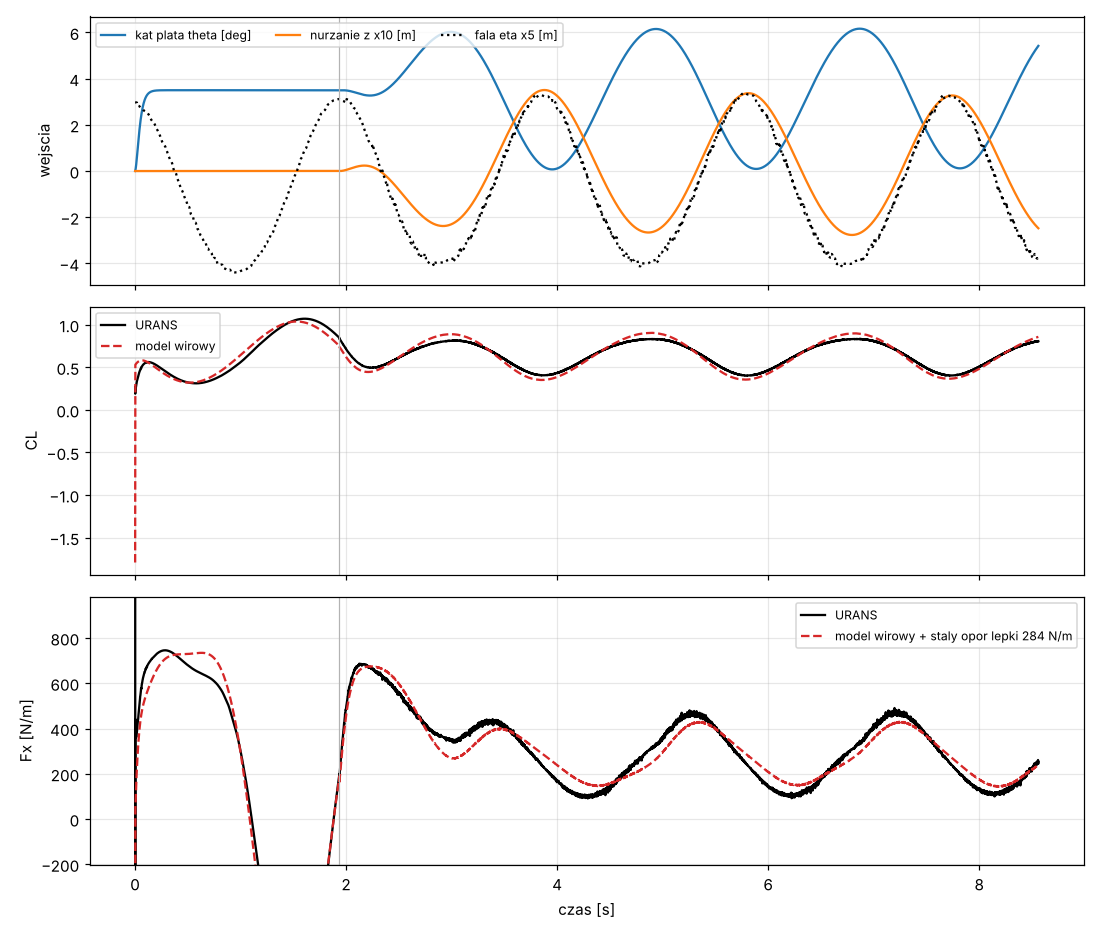 kat plata theta [deg] nurzanie z x10 [m] fala eta x5 [m]
6
4
2
0
−2
−4
wejscia
URANS
model wirowy
1.0
0.5
0.0
−0.5
−1.0
−1.5
CL
URANS
model wirowy + staly opor lepki 284 N/m
800
600
400
200
0
−200
Fx [N/m]
0 2 4 6 8
czas [s]